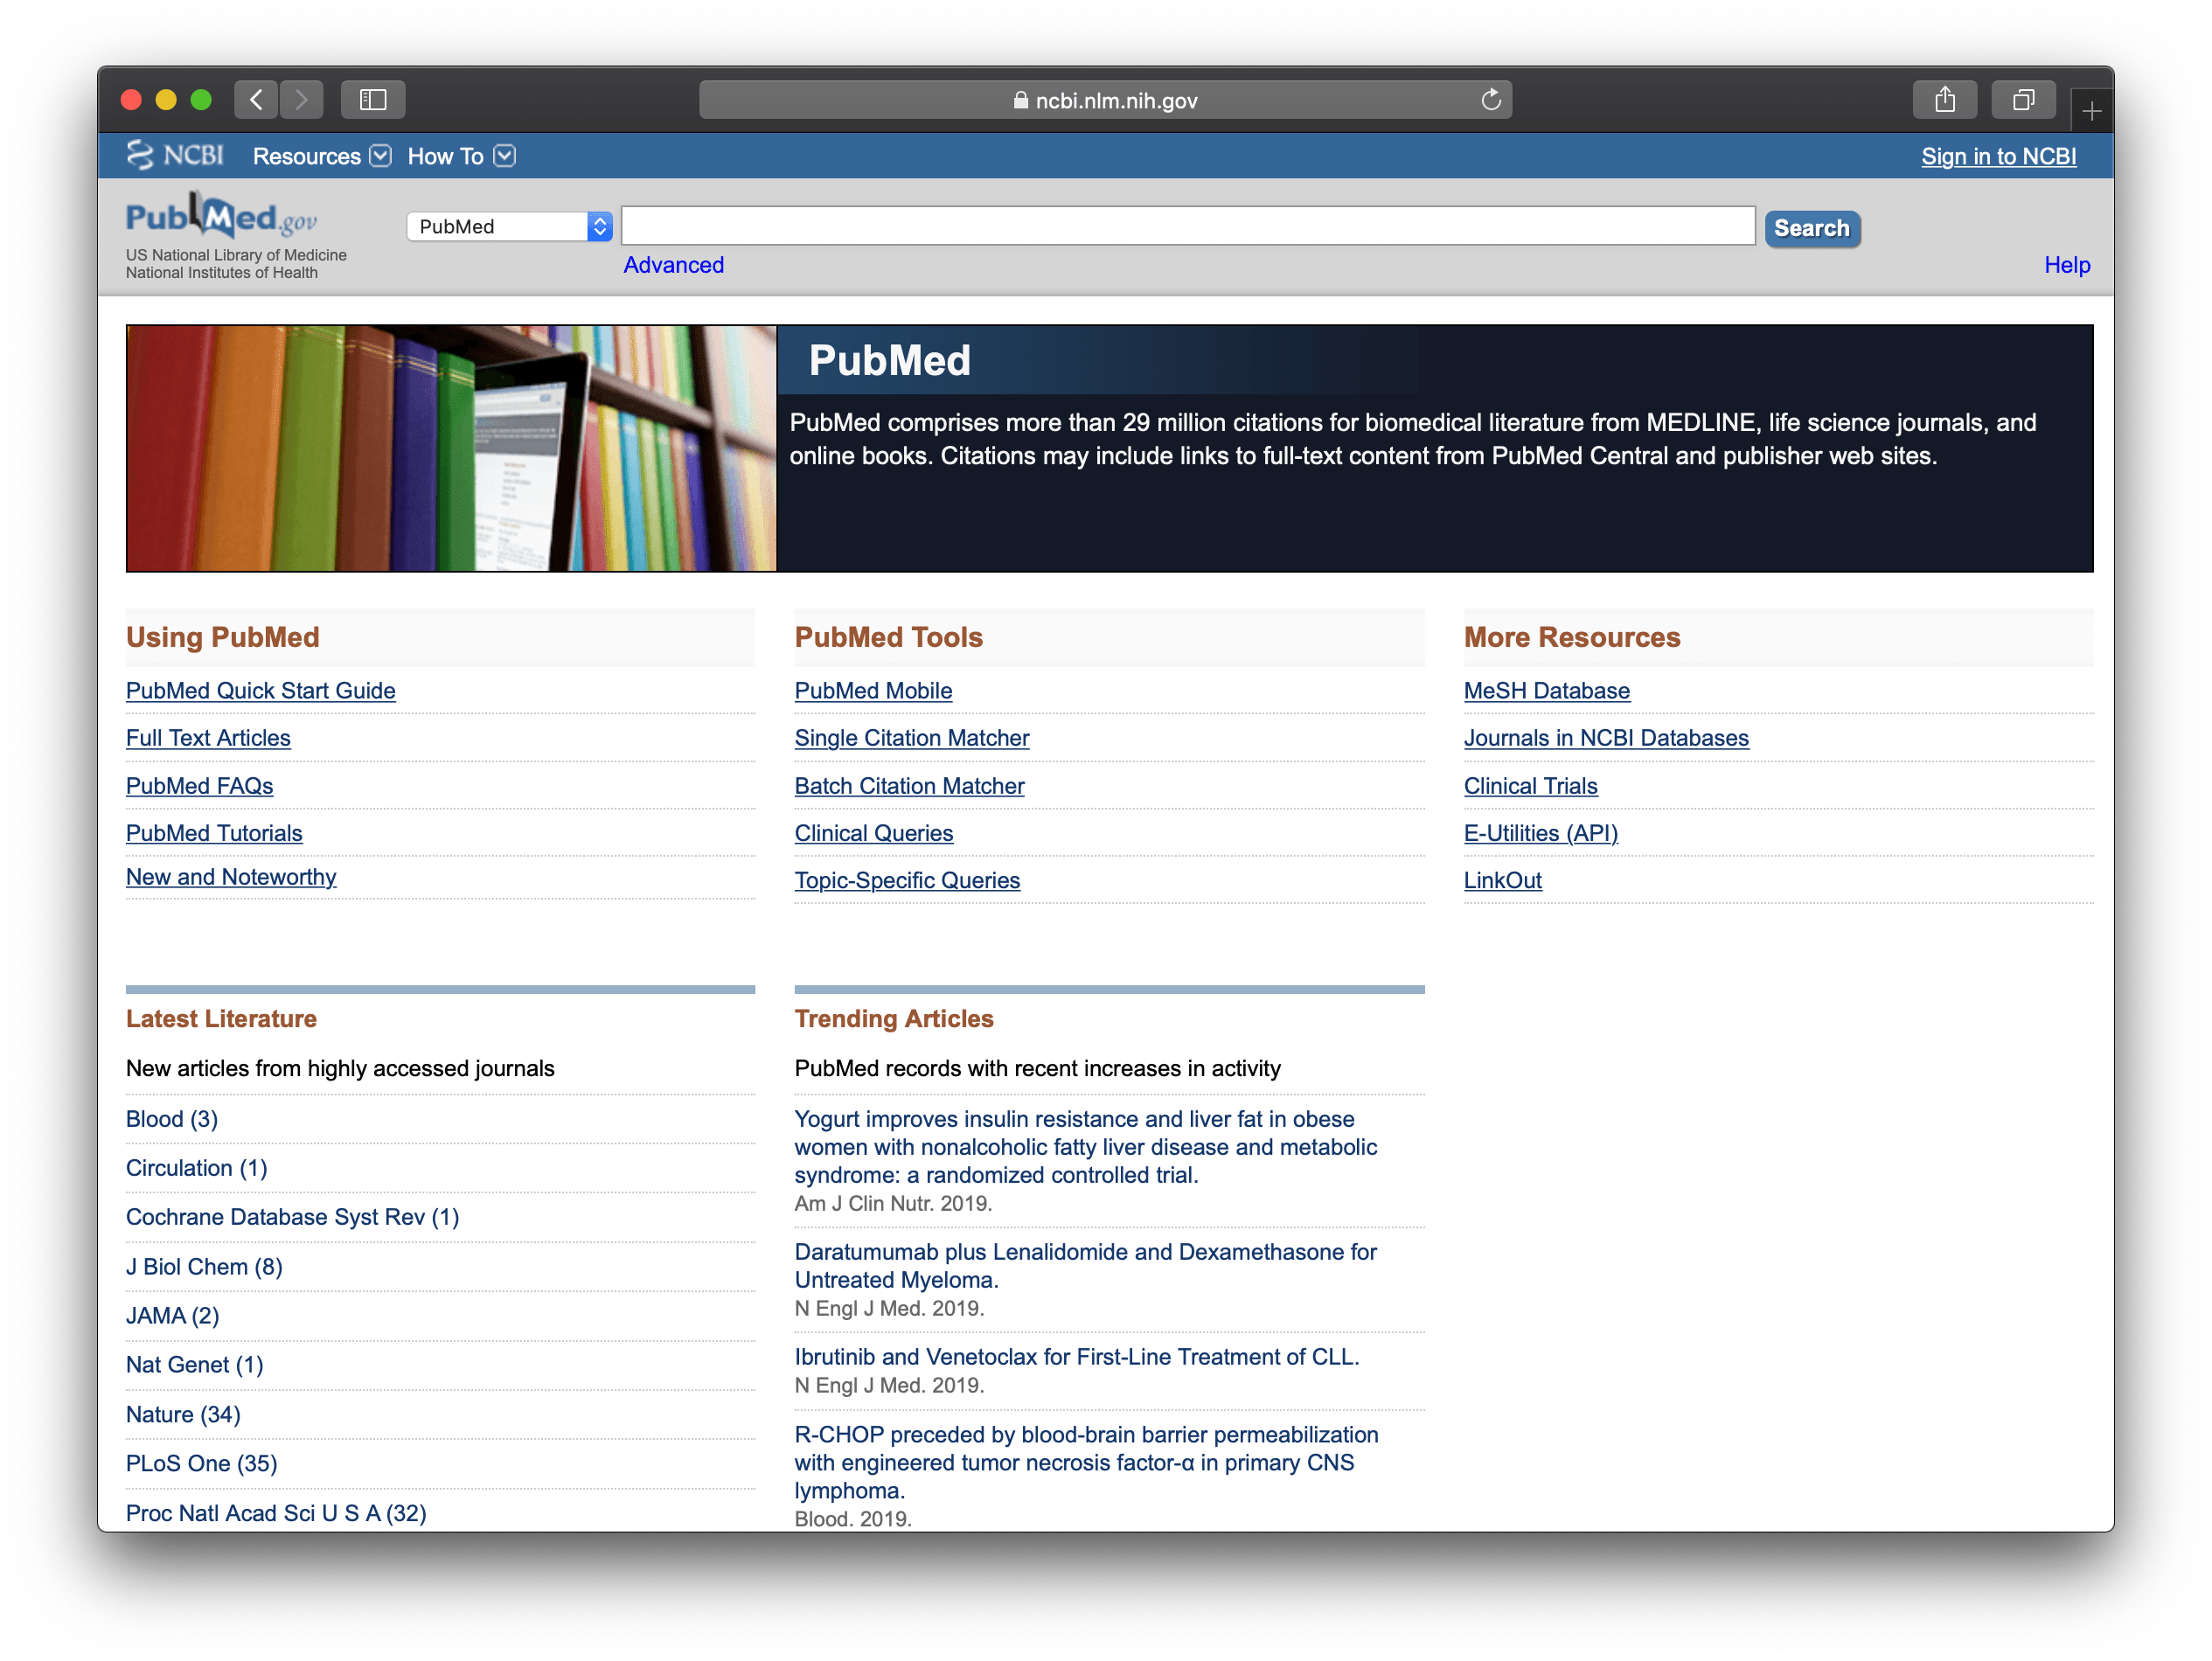 ncbi.nlm.nih.gov
NCBI Resources How To Sign in to NCBI
PubMed.gov
US National Library of Medicine
National Institutes of Health
PubMed
Search
Advanced
Help
PubMed
PubMed comprises more than 29 million citations for biomedical literature from MEDLINE, life science journals, and
online books. Citations may include links to full-text content from PubMed Central and publisher web sites.
Using PubMed
PubMed Quick Start Guide
Full Text Articles
PubMed FAQs
PubMed Tutorials
New and Noteworthy
PubMed Tools
PubMed Mobile
Single Citation Matcher
Batch Citation Matcher
Clinical Queries
Topic-Specific Queries
More Resources
MeSH Database
Journals in NCBI Databases
Clinical Trials
E-Utilities (API)
LinkOut
Latest Literature
New articles from highly accessed journals
Blood (3)
Circulation (1)
Cochrane Database Syst Rev (1)
J Biol Chem (8)
JAMA (2)
Nat Genet (1)
Nature (34)
PLoS One (35)
Proc Natl Acad Sci U S A (32)
Trending Articles
PubMed records with recent increases in activity
Yogurt improves insulin resistance and liver fat in obese
women with nonalcoholic fatty liver disease and metabolic
syndrome: a randomized controlled trial.
Am J Clin Nutr. 2019.
Daratumumab plus Lenalidomide and Dexamethasone for
Untreated Myeloma.
N Engl J Med. 2019.
Ibrutinib and Venetoclax for First-Line Treatment of CLL.
N Engl J Med. 2019.
R-CHOP preceded by blood-brain barrier permeabilization
with engineered tumor necrosis factor-α in primary CNS
lymphoma.
Blood. 2019.